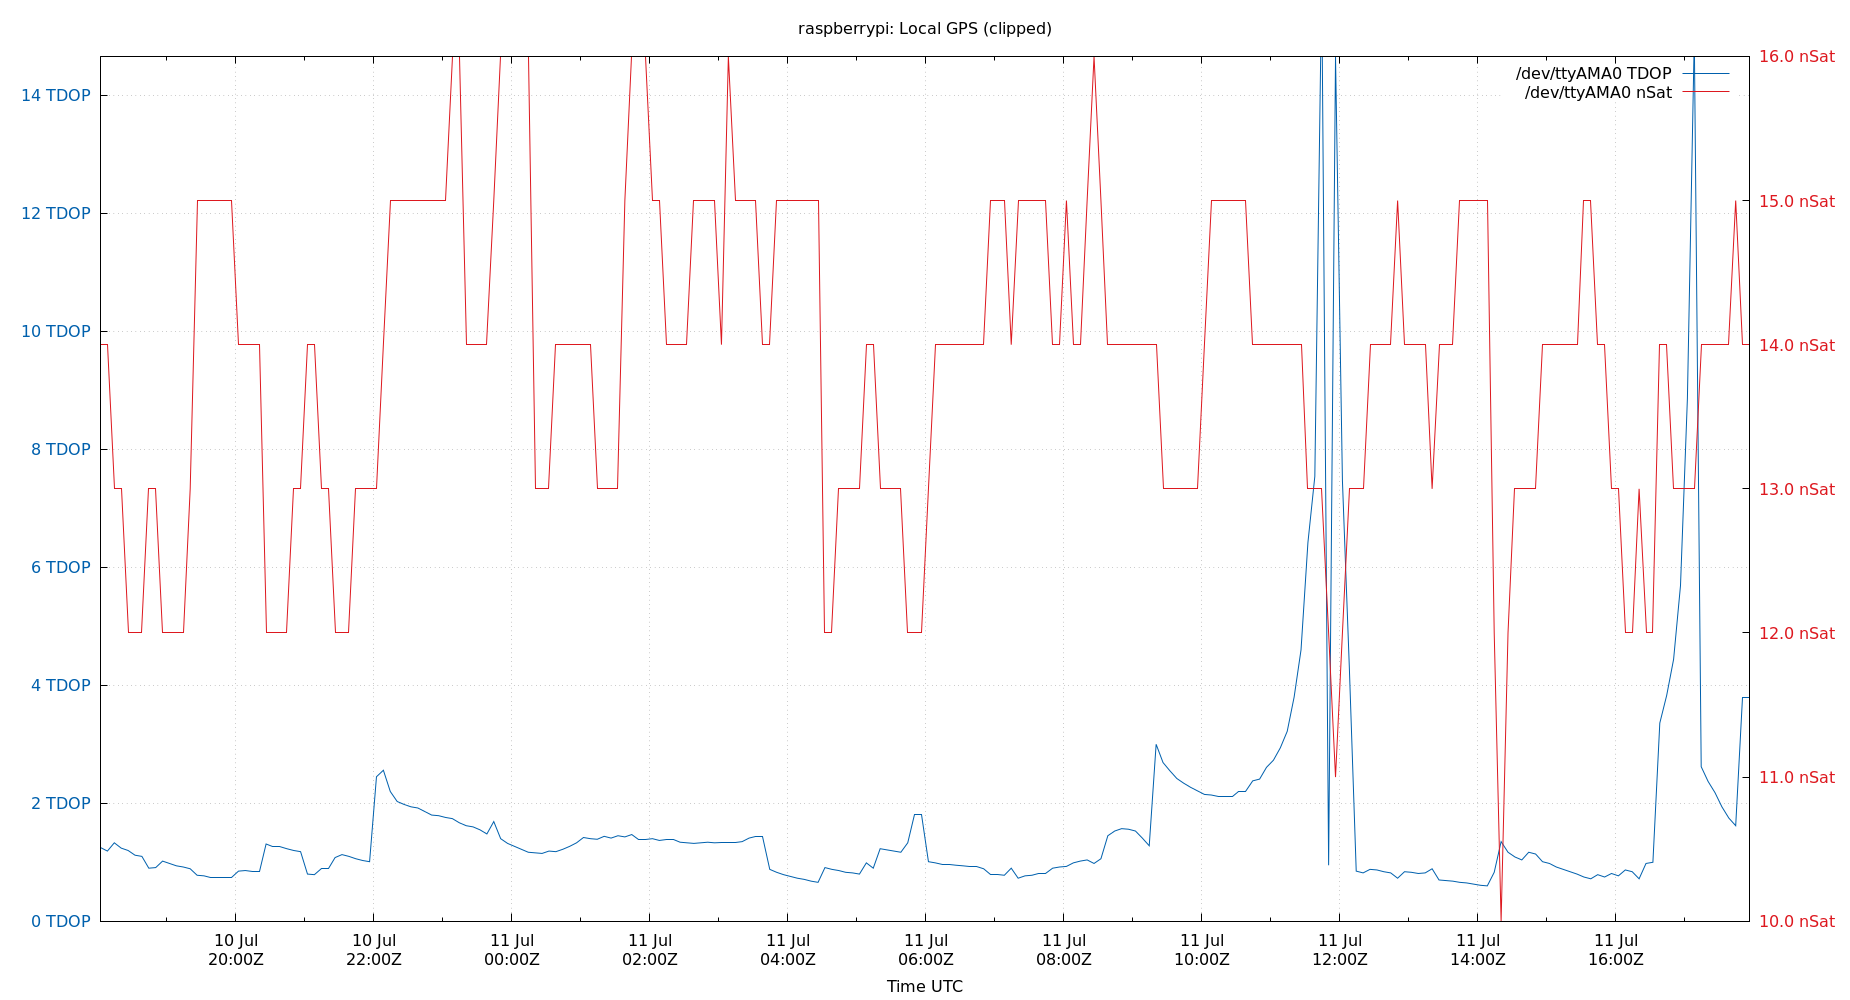 raspberrypi: Local GPS (clipped)
/dev/ttyAMA0 TDOP
/dev/ttyAMA0 nSat
14 TDOP
12 TDOP
10 TDOP
8 TDOP
6 TDOP
4 TDOP
2 TDOP
0 TDOP
16.0 nSat
15.0 nSat
14.0 nSat
13.0 nSat
12.0 nSat
11.0 nSat
10.0 nSat
10 Jul
20:00Z
10 Jul
22:00Z
11 Jul
00:00Z
11 Jul
02:00Z
11 Jul
04:00Z
11 Jul
06:00Z
11 Jul
08:00Z
11 Jul
10:00Z
11 Jul
12:00Z
11 Jul
14:00Z
11 Jul
16:00Z
Time UTC